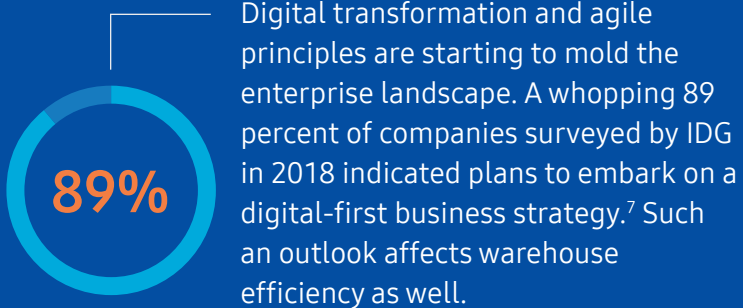 89%
Digital transformation and agile
principles are starting to mold the
enterprise landscape. A whopping 89
percent of companies surveyed by IDG
in 2018 indicated plans to embark on a
digital-first business strategy.⁷ Such
an outlook affects warehouse
efficiency as well.